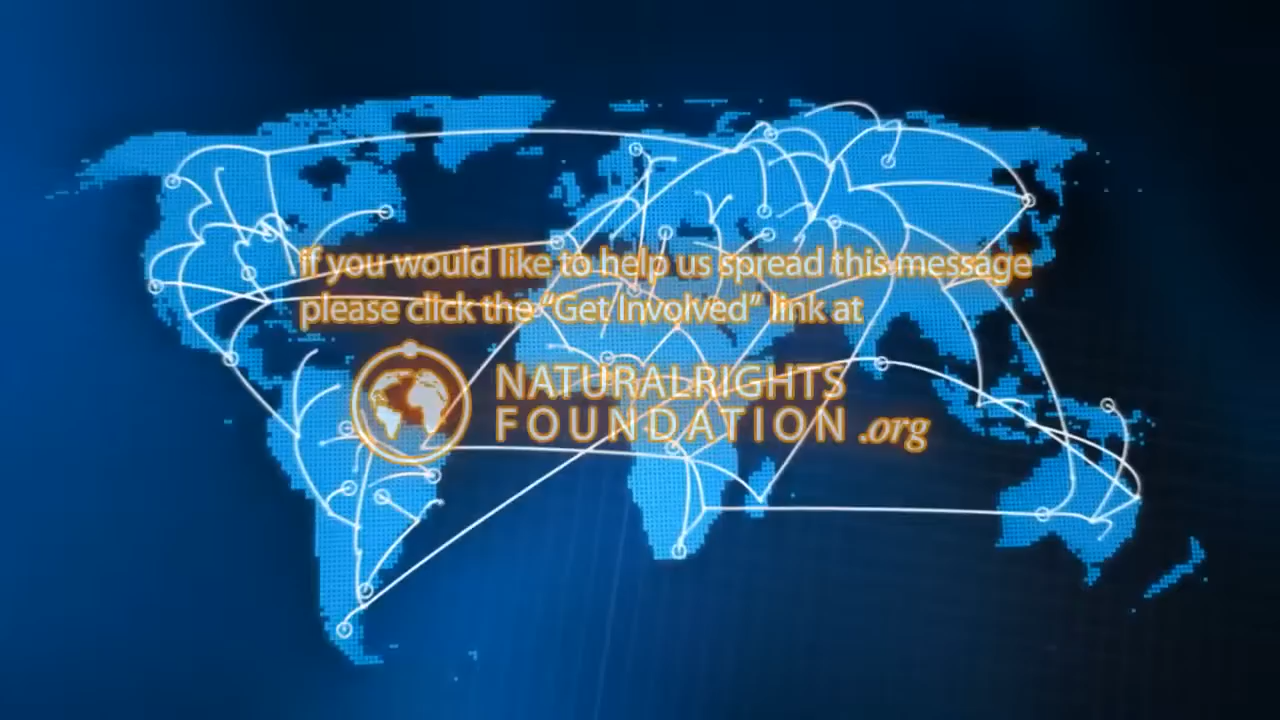 if you would like to help us spread this message
please click the “Get Involved” link at
NATURALRIGHTS
FOUNDATION.org